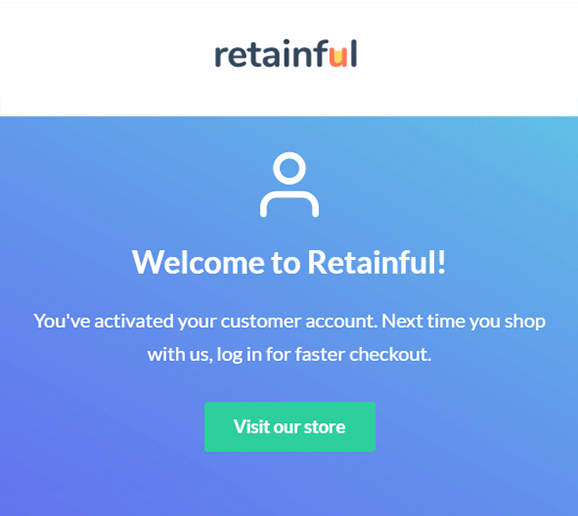 retainful
Welcome to Retainful!
You've activated your customer account. Next time you shop
with us, log in for faster checkout.
Visit our store